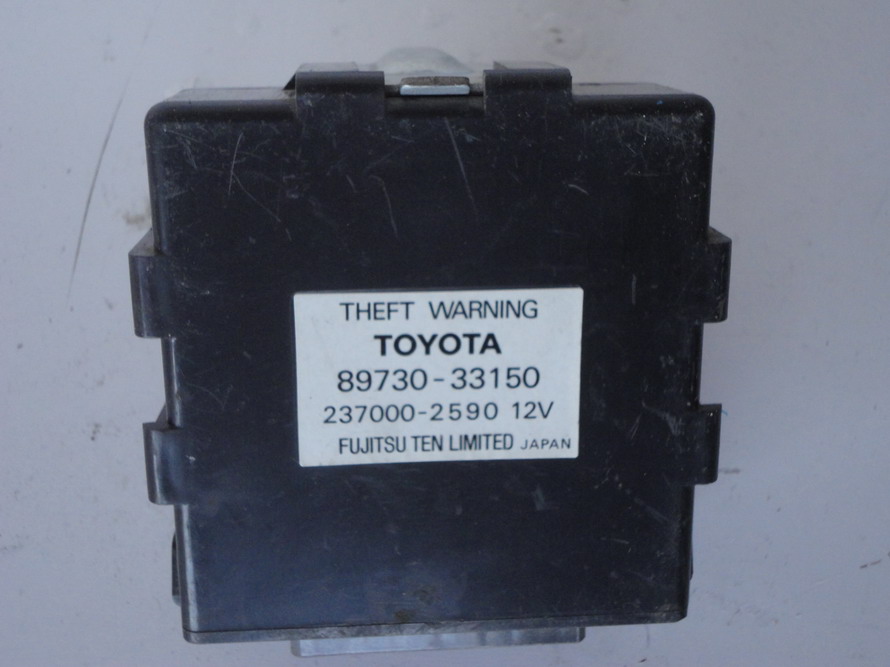 THEFT WARNING
TOYOTA
89730-33150
237000-2590 12V
FUJITSU TEN LIMITED JAPAN